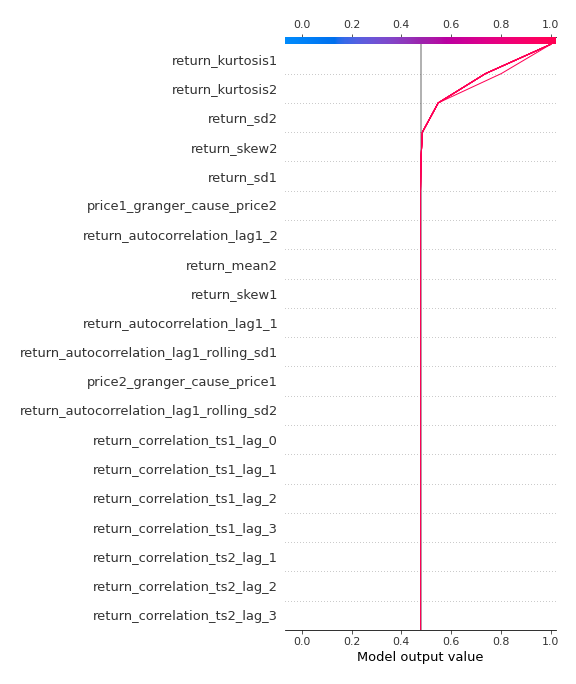 0.0 0.2 0.4 0.6 0.8 1.0
return_kurtosis1
return_kurtosis2
return_sd2
return_skew2
return_sd1
price1_granger_cause_price2
return_autocorrelation_lag1_2
return_mean2
return_skew1
return_autocorrelation_lag1_1
return_autocorrelation_lag1_rolling_sd1
price2_granger_cause_price1
return_autocorrelation_lag1_rolling_sd2
return_correlation_ts1_lag_0
return_correlation_ts1_lag_1
return_correlation_ts1_lag_2
return_correlation_ts1_lag_3
return_correlation_ts2_lag_1
return_correlation_ts2_lag_2
return_correlation_ts2_lag_3
0.0 0.2 0.4 0.6 0.8 1.0
Model output value